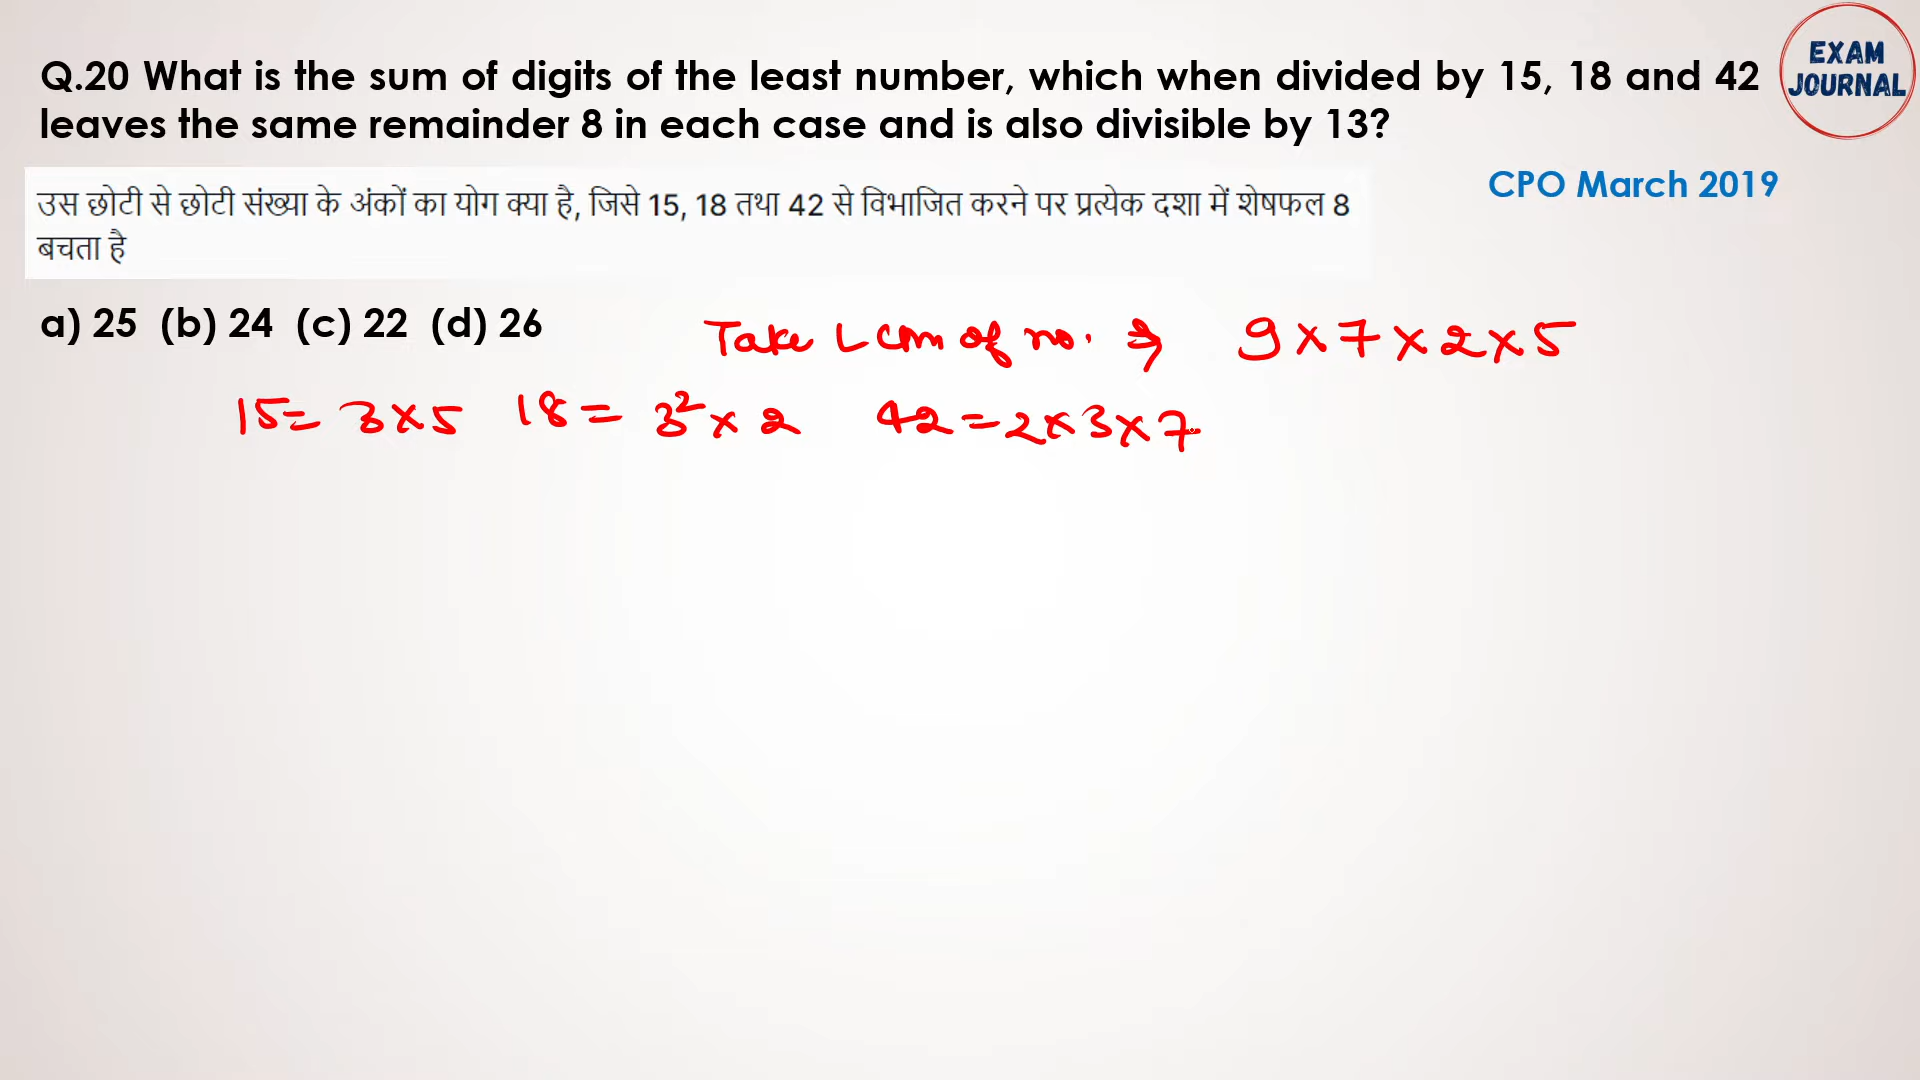 Q.20 What is the sum of digits of the least number, which when divided by 15, 18 and 42
leaves the same remainder 8 in each case and is also divisible by 13?
EXAM
JOURNAL
CPO March 2019
उस छोटी से छोटी संख्या के अंकों का योग क्या है, जिसे 15, 18 तथा 42 से विभाजित करने पर प्रत्येक दशा में शेषफल 8
बचता है
a) 25 (b) 24 (c) 22 (d) 26
Take LCM of no. → 9×7×2×5
15= 3×5 18= 3²×2 42=2×3×7